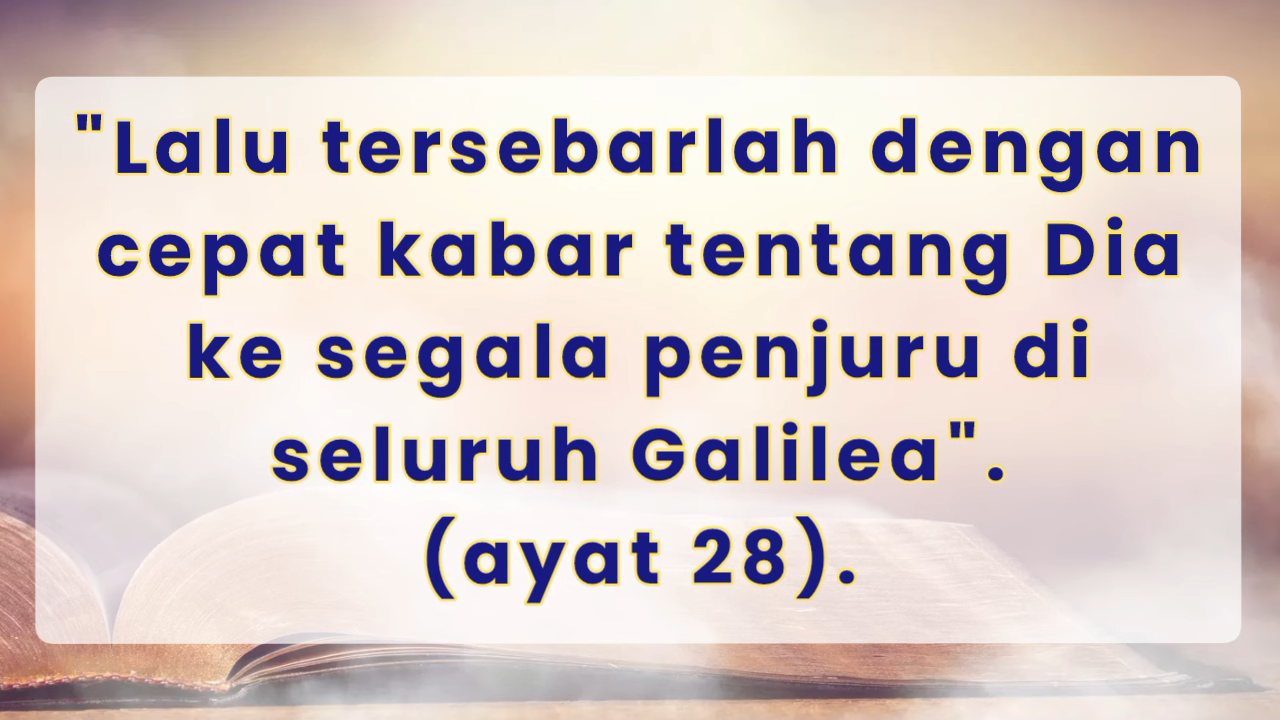 "Lalu tersebarlah dengan
cepat kabar tentang Dia
ke segala penjuru di
seluruh Galilea".
(ayat 28).